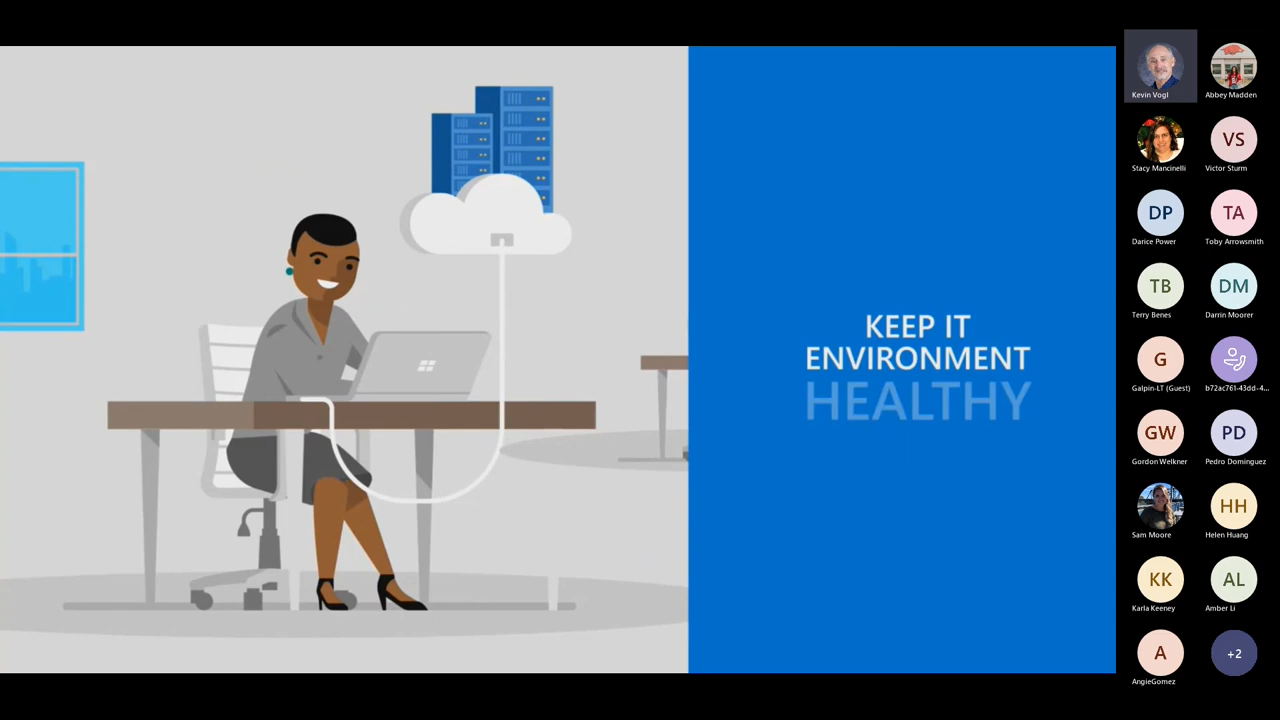 KEEP IT
ENVIRONMENT
HEALTHY
Kevin Vogl
Abbey Madden
Stacy Mancinelli
VS
Victor Sturm
DP
Darice Power
TA
Toby Arrowsmith
TB
Terry Benes
DM
Darrin Moorer
G
Galpin-LT (Guest)
b72ac761-43dd-4...
GW
Gordon Welkner
PD
Pedro Dominguez
Sam Moore
HH
Helen Huang
KK
Karla Keeney
AL
Amber Li
A
AngieGomez
+2